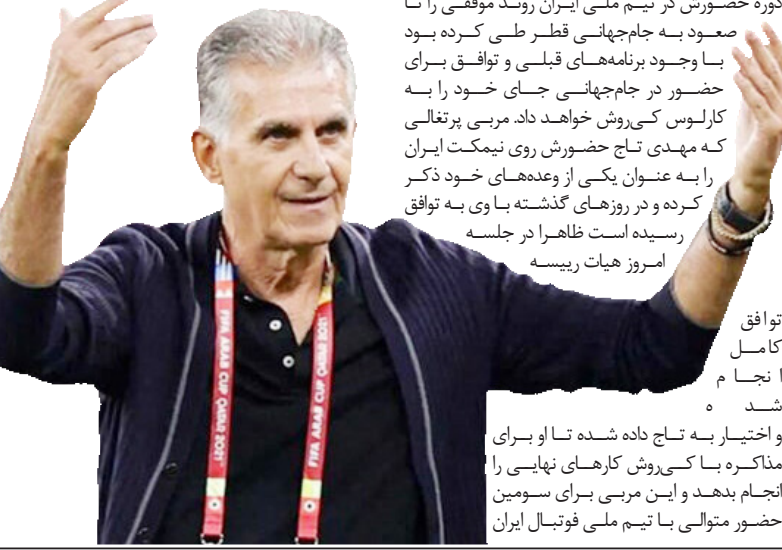 دوره حضورش در تیم ملی ایران روند موفقی را تا
صعود به جام‌جهانی قطر طی کرده بود
با وجود برنامه‌های قبلی و توافق برای
حضور در جام‌جهانی جای خود را به
کارلوس کی‌روش خواهد داد. مربی پرتغالی
که مهدی تاج حضورش روی نیمکت ایران
را به عنوان یکی از وعده‌های خود ذکر
کرده و در روزهای گذشته با وی به توافق
رسیده است ظاهرا در جلسه
امروز هیات رییسه
توافق
کامل
انجام
شده
و اختیار به تاج داده شده تا او برای
مذاکره با کی‌روش کارهای نهایی را
انجام بدهد و این مربی برای سومین
حضور متوالی با تیم ملی فوتبال ایران
FIFA ARAB CUP QATAR 2021
FIFA ARAB CUP QATAR 2021